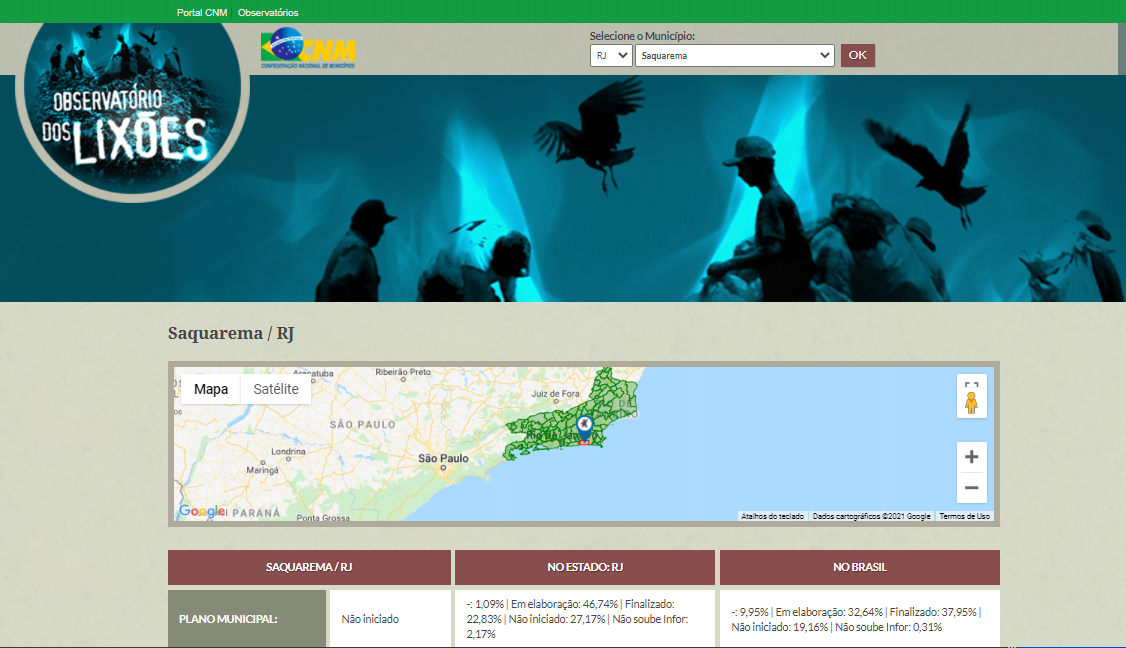 Portal CNM Observatórios
OBSERVATÓRIO
DOS LIXÕES
CNM
CONFEDERAÇÃO NACIONAL DE MUNICÍPIOS
Selecione o Município:
RJ Saquarema OK
Saquarema / RJ
Mapa Satélite
Araçatuba
Ribeirão Preto
Juiz de Fora
SÃO PAULO
Londrina
Maringá
São Paulo
Rio de Janeiro
Google
PARANÁ
Ponta Grossa
Atalhos do teclado Dados cartográficos ©2021 Google Termos de Uso
SAQUAREMA / RJ NO ESTADO: RJ NO BRASIL
PLANO MUNICIPAL: Não iniciado
-: 1,09% | Em elaboração: 46,74% | Finalizado:
22,83% | Não iniciado: 27,17% | Não soube Infor:
2,17%
-: 9,95% | Em elaboração: 32,64% | Finalizado: 37,95% |
Não iniciado: 19,16% | Não soube Infor: 0,31%